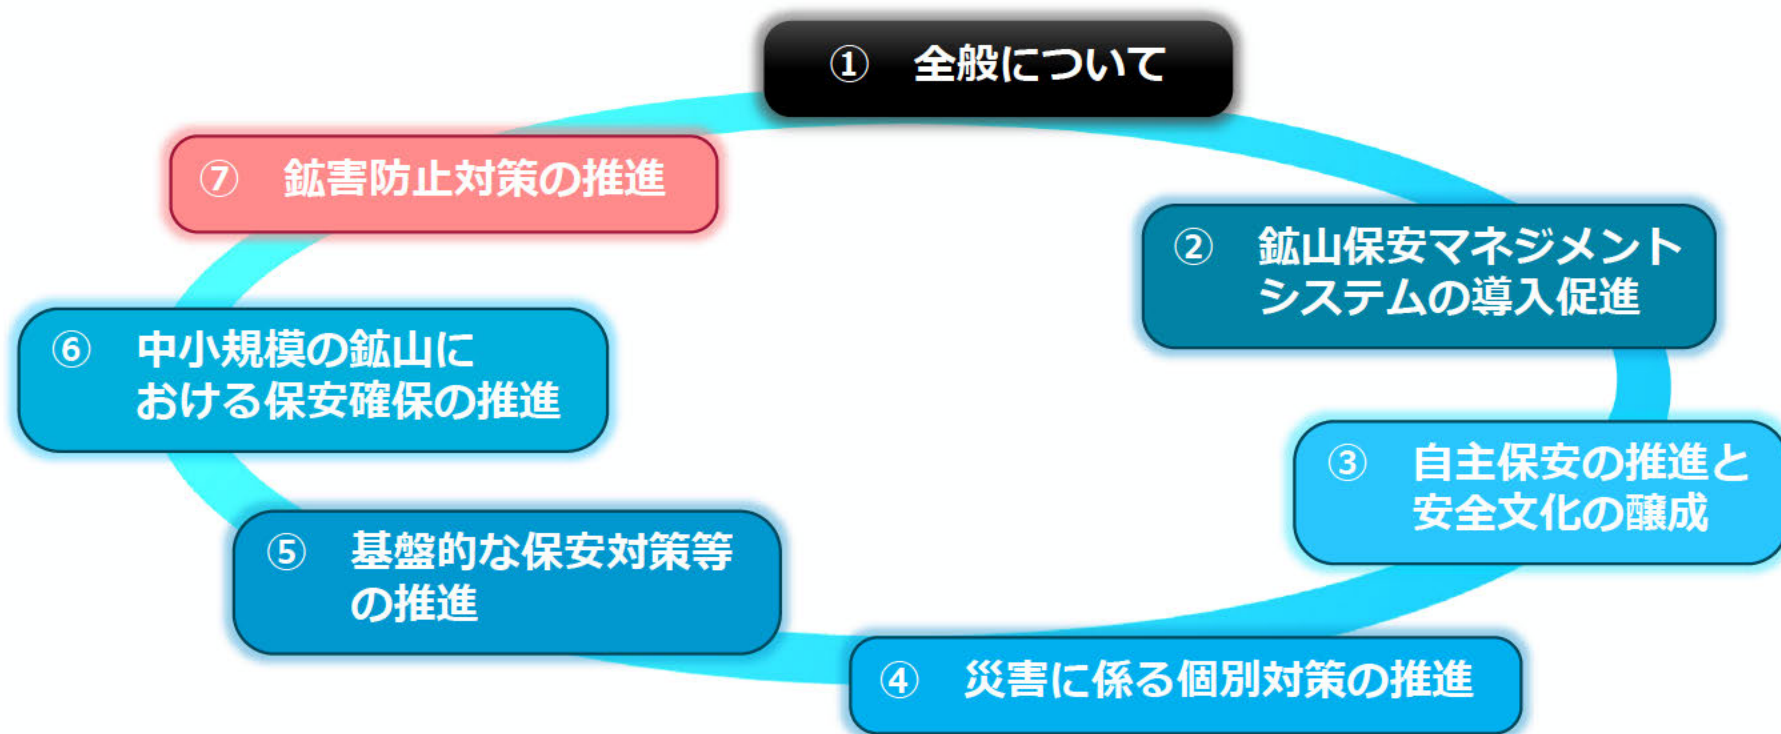 ① 全般について
② 鉱山保安マネジメント
システムの導入促進
③ 自主保安の推進と
安全文化の醸成
④ 災害に係る個別対策の推進
⑤ 基盤的な保安対策等
の推進
⑥ 中小規模の鉱山に
おける保安確保の推進
⑦ 鉱害防止対策の推進